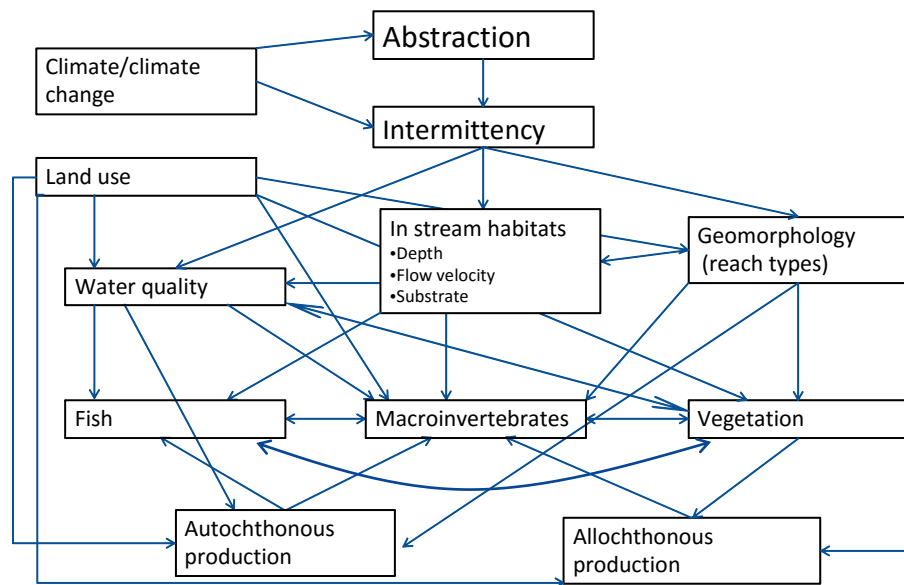 Abstraction
Climate/climate
change
Intermittency
Land use
In stream habitats
•Depth
•Flow velocity
•Substrate
Geomorphology
(reach types)
Water quality
Fish
Macroinvertebrates
Vegetation
Autochthonous
production
Allochthonous
production